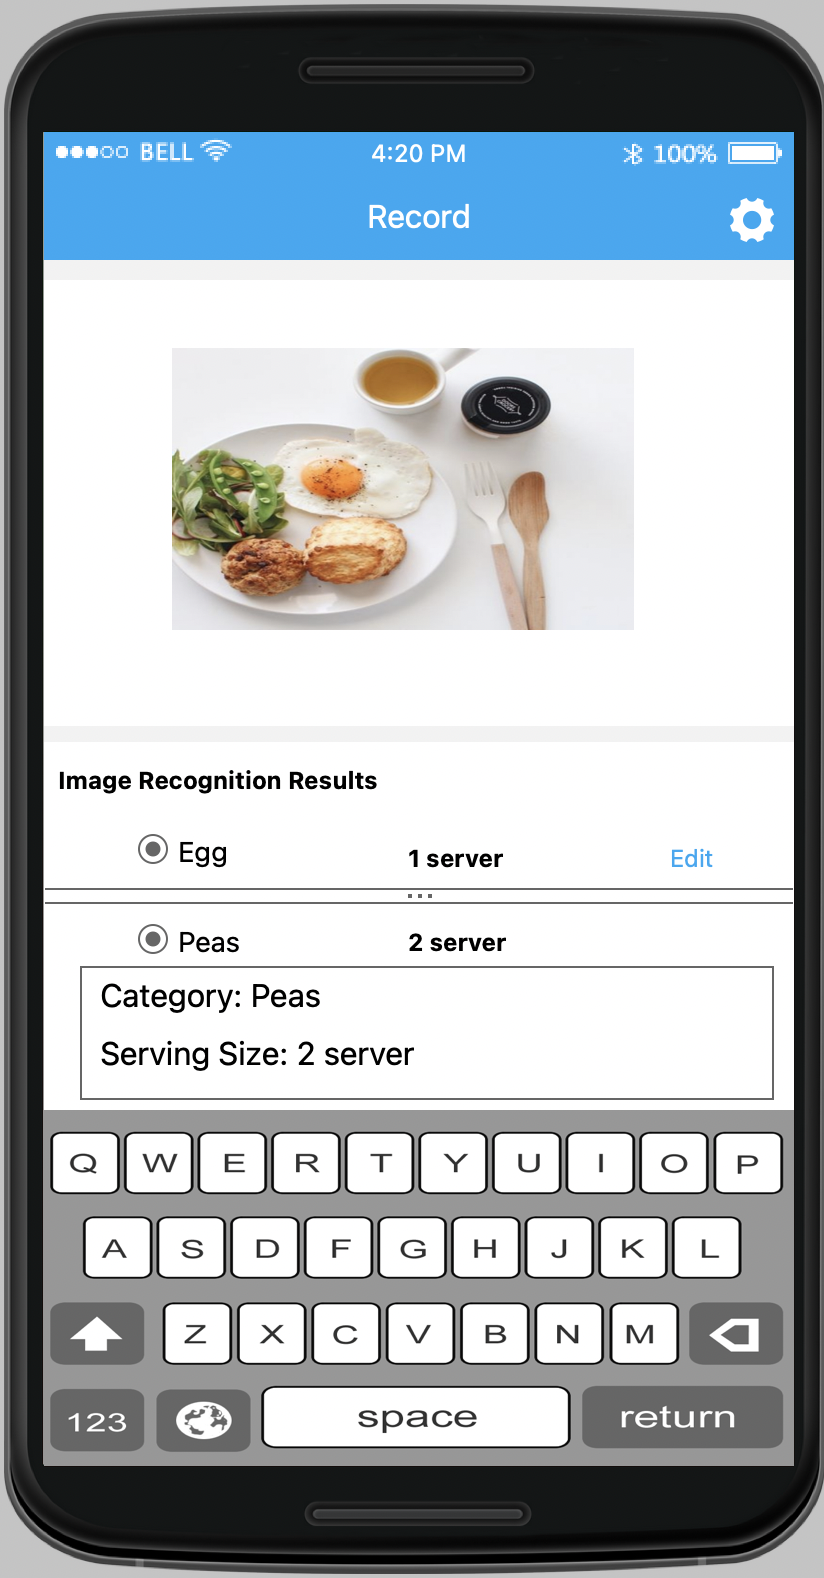 BELL 4:20 PM 100%
Record
Image Recognition Results
Egg 1 server Edit
...
Peas 2 server
Category: Peas
Serving Size: 2 server
Q W E R T Y U I O P
A S D F G H J K L
Z X C V B N M
123 space return